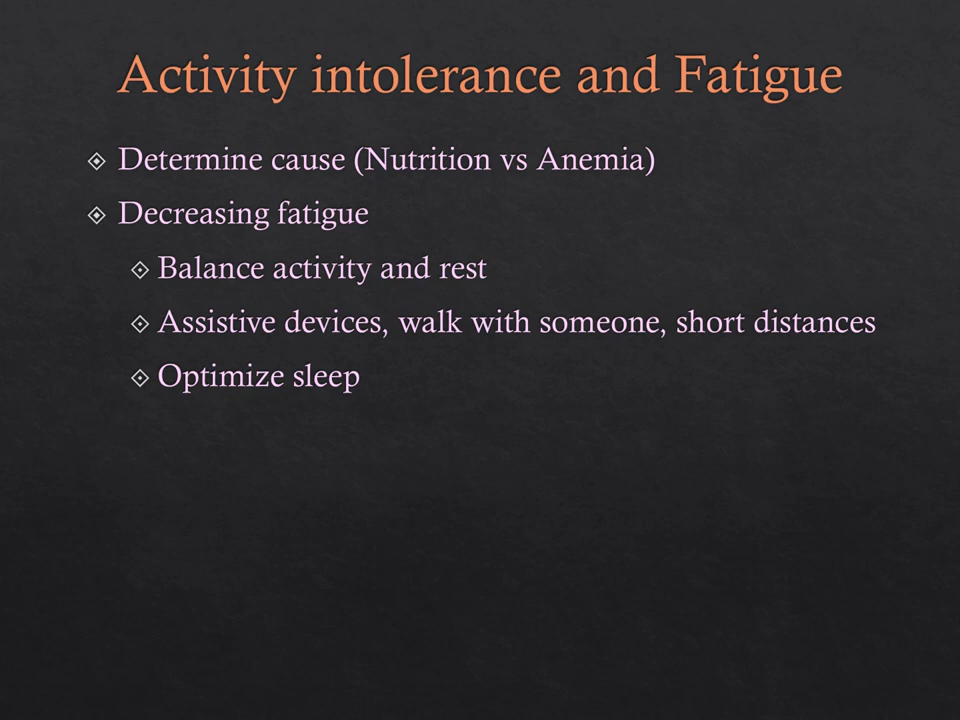 Activity intolerance and Fatigue
Determine cause (Nutrition vs Anemia)
Decreasing fatigue
Balance activity and rest
Assistive devices, walk with someone, short distances
Optimize sleep